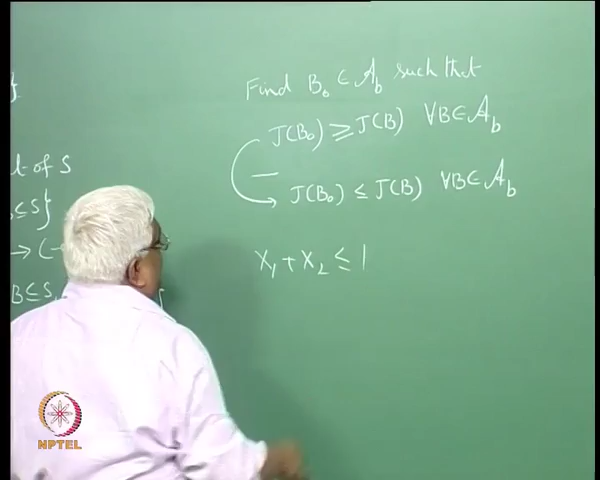 Find B₀ ∈ 𝒜_b such that
J(B₀) ≥ J(B) ∀B ∈ 𝒜_b
J(B₀) ≤ J(B) ∀B ∈ 𝒜_b
x₁ + x₂ ≤ 1
t of S
≤ S}
→ (
B ≤ S
NPTEL